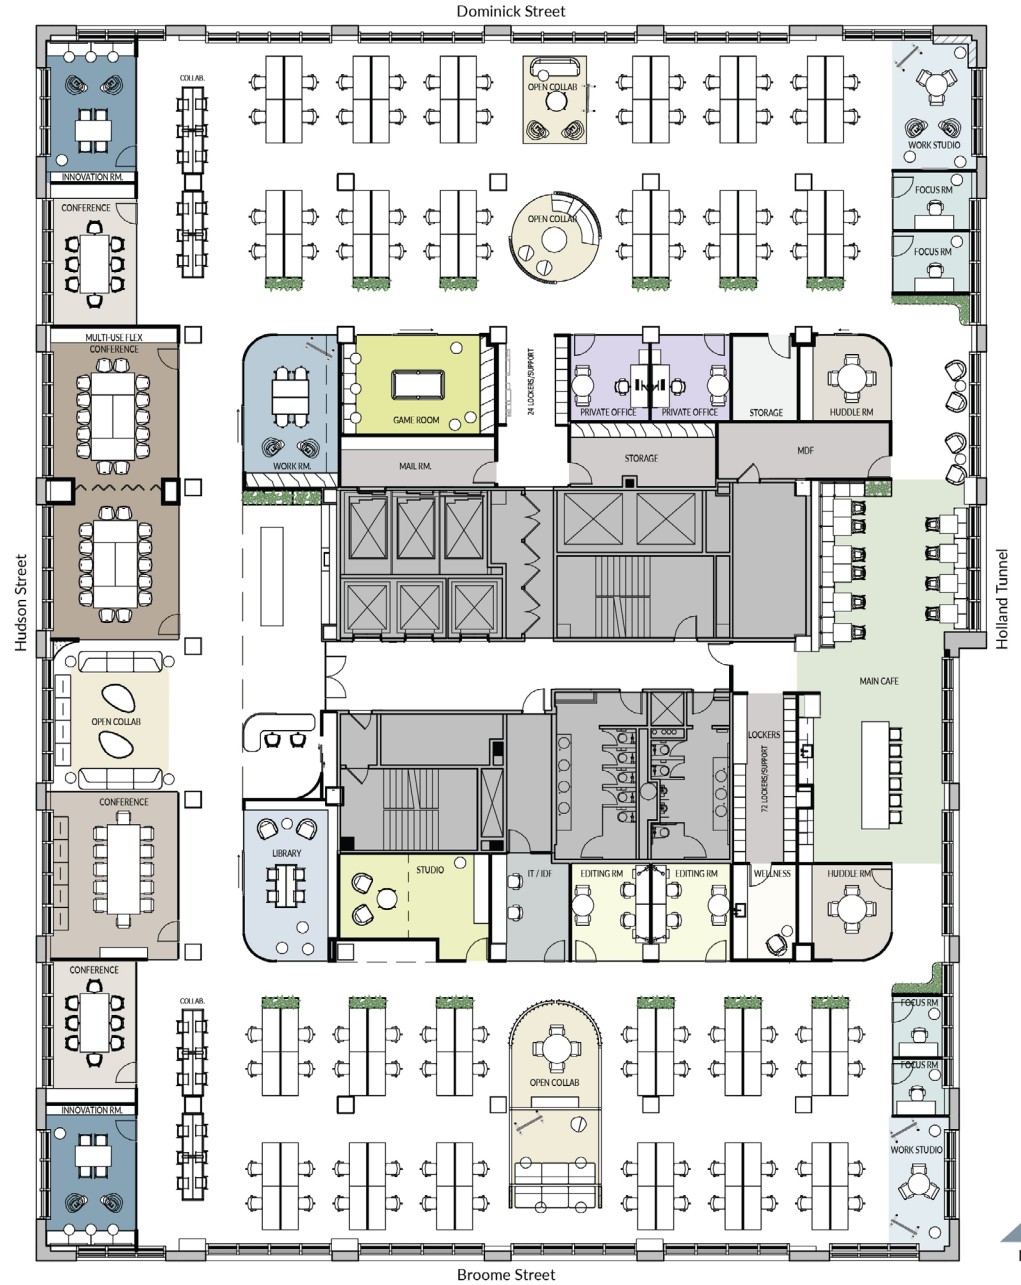 Dominick Street
COLLAB.
OPEN COLLAB
WORK STUDIO
INNOVATION RM.
FOCUS RM
CONFERENCE
OPEN COLLAB
FOCUS RM
MULTI-USE FLEX
CONFERENCE
24 LOCKERS/SUPPORT
GAME ROOM
PRIVATE OFFICE
PRIVATE OFFICE
STORAGE
HUDDLE RM
WORK RM.
MAIL RM.
STORAGE
MDF
Hudson Street
Holland Tunnel
MAIN CAFE
OPEN COLLAB
LOCKERS
72 LOCKERS/SUPPORT
CONFERENCE
LIBRARY
STUDIO
IT / IDF
EDITING RM
EDITING RM
WELLNESS
HUDDLE RM
CONFERENCE
COLLAB.
FOCUS RM
FOCUS RM
OPEN COLLAB
INNOVATION RM.
WORK STUDIO
Broome Street